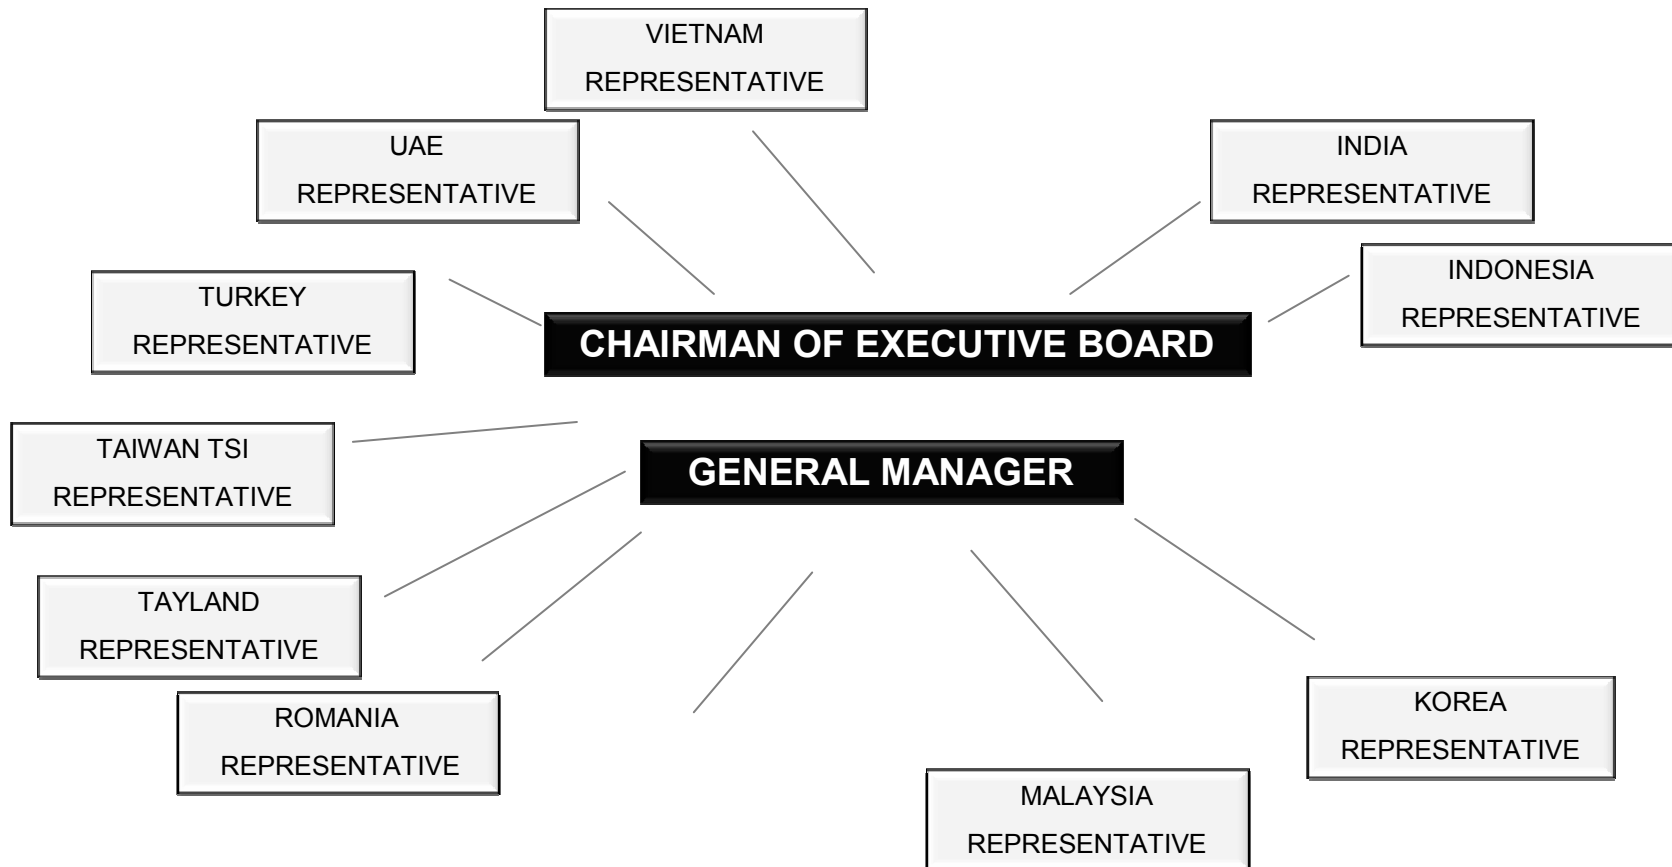 VIETNAM
REPRESENTATIVE
UAE
REPRESENTATIVE
INDIA
REPRESENTATIVE
INDONESIA
REPRESENTATIVE
TURKEY
REPRESENTATIVE
CHAIRMAN OF EXECUTIVE BOARD
TAIWAN TSI
REPRESENTATIVE
GENERAL MANAGER
TAYLAND
REPRESENTATIVE
ROMANIA
REPRESENTATIVE
KOREA
REPRESENTATIVE
MALAYSIA
REPRESENTATIVE